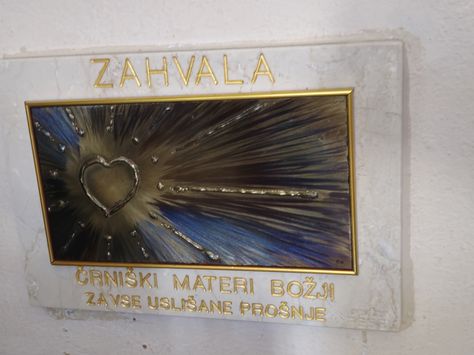 ZAHVALA
ČRNIŠKI MATERI BOŽJI
ZA VSE USLIŠANE PROŠNJE